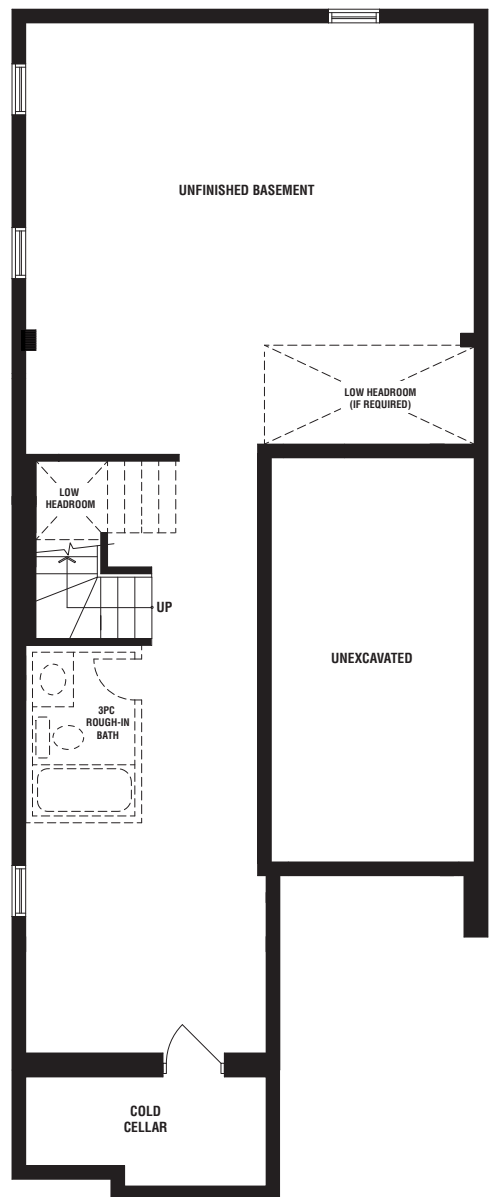 UNFINISHED BASEMENT
LOW HEADROOM
(IF REQUIRED)
LOW
HEADROOM
UP
UNEXCAVATED
3PC
ROUGH-IN
BATH
COLD
CELLAR